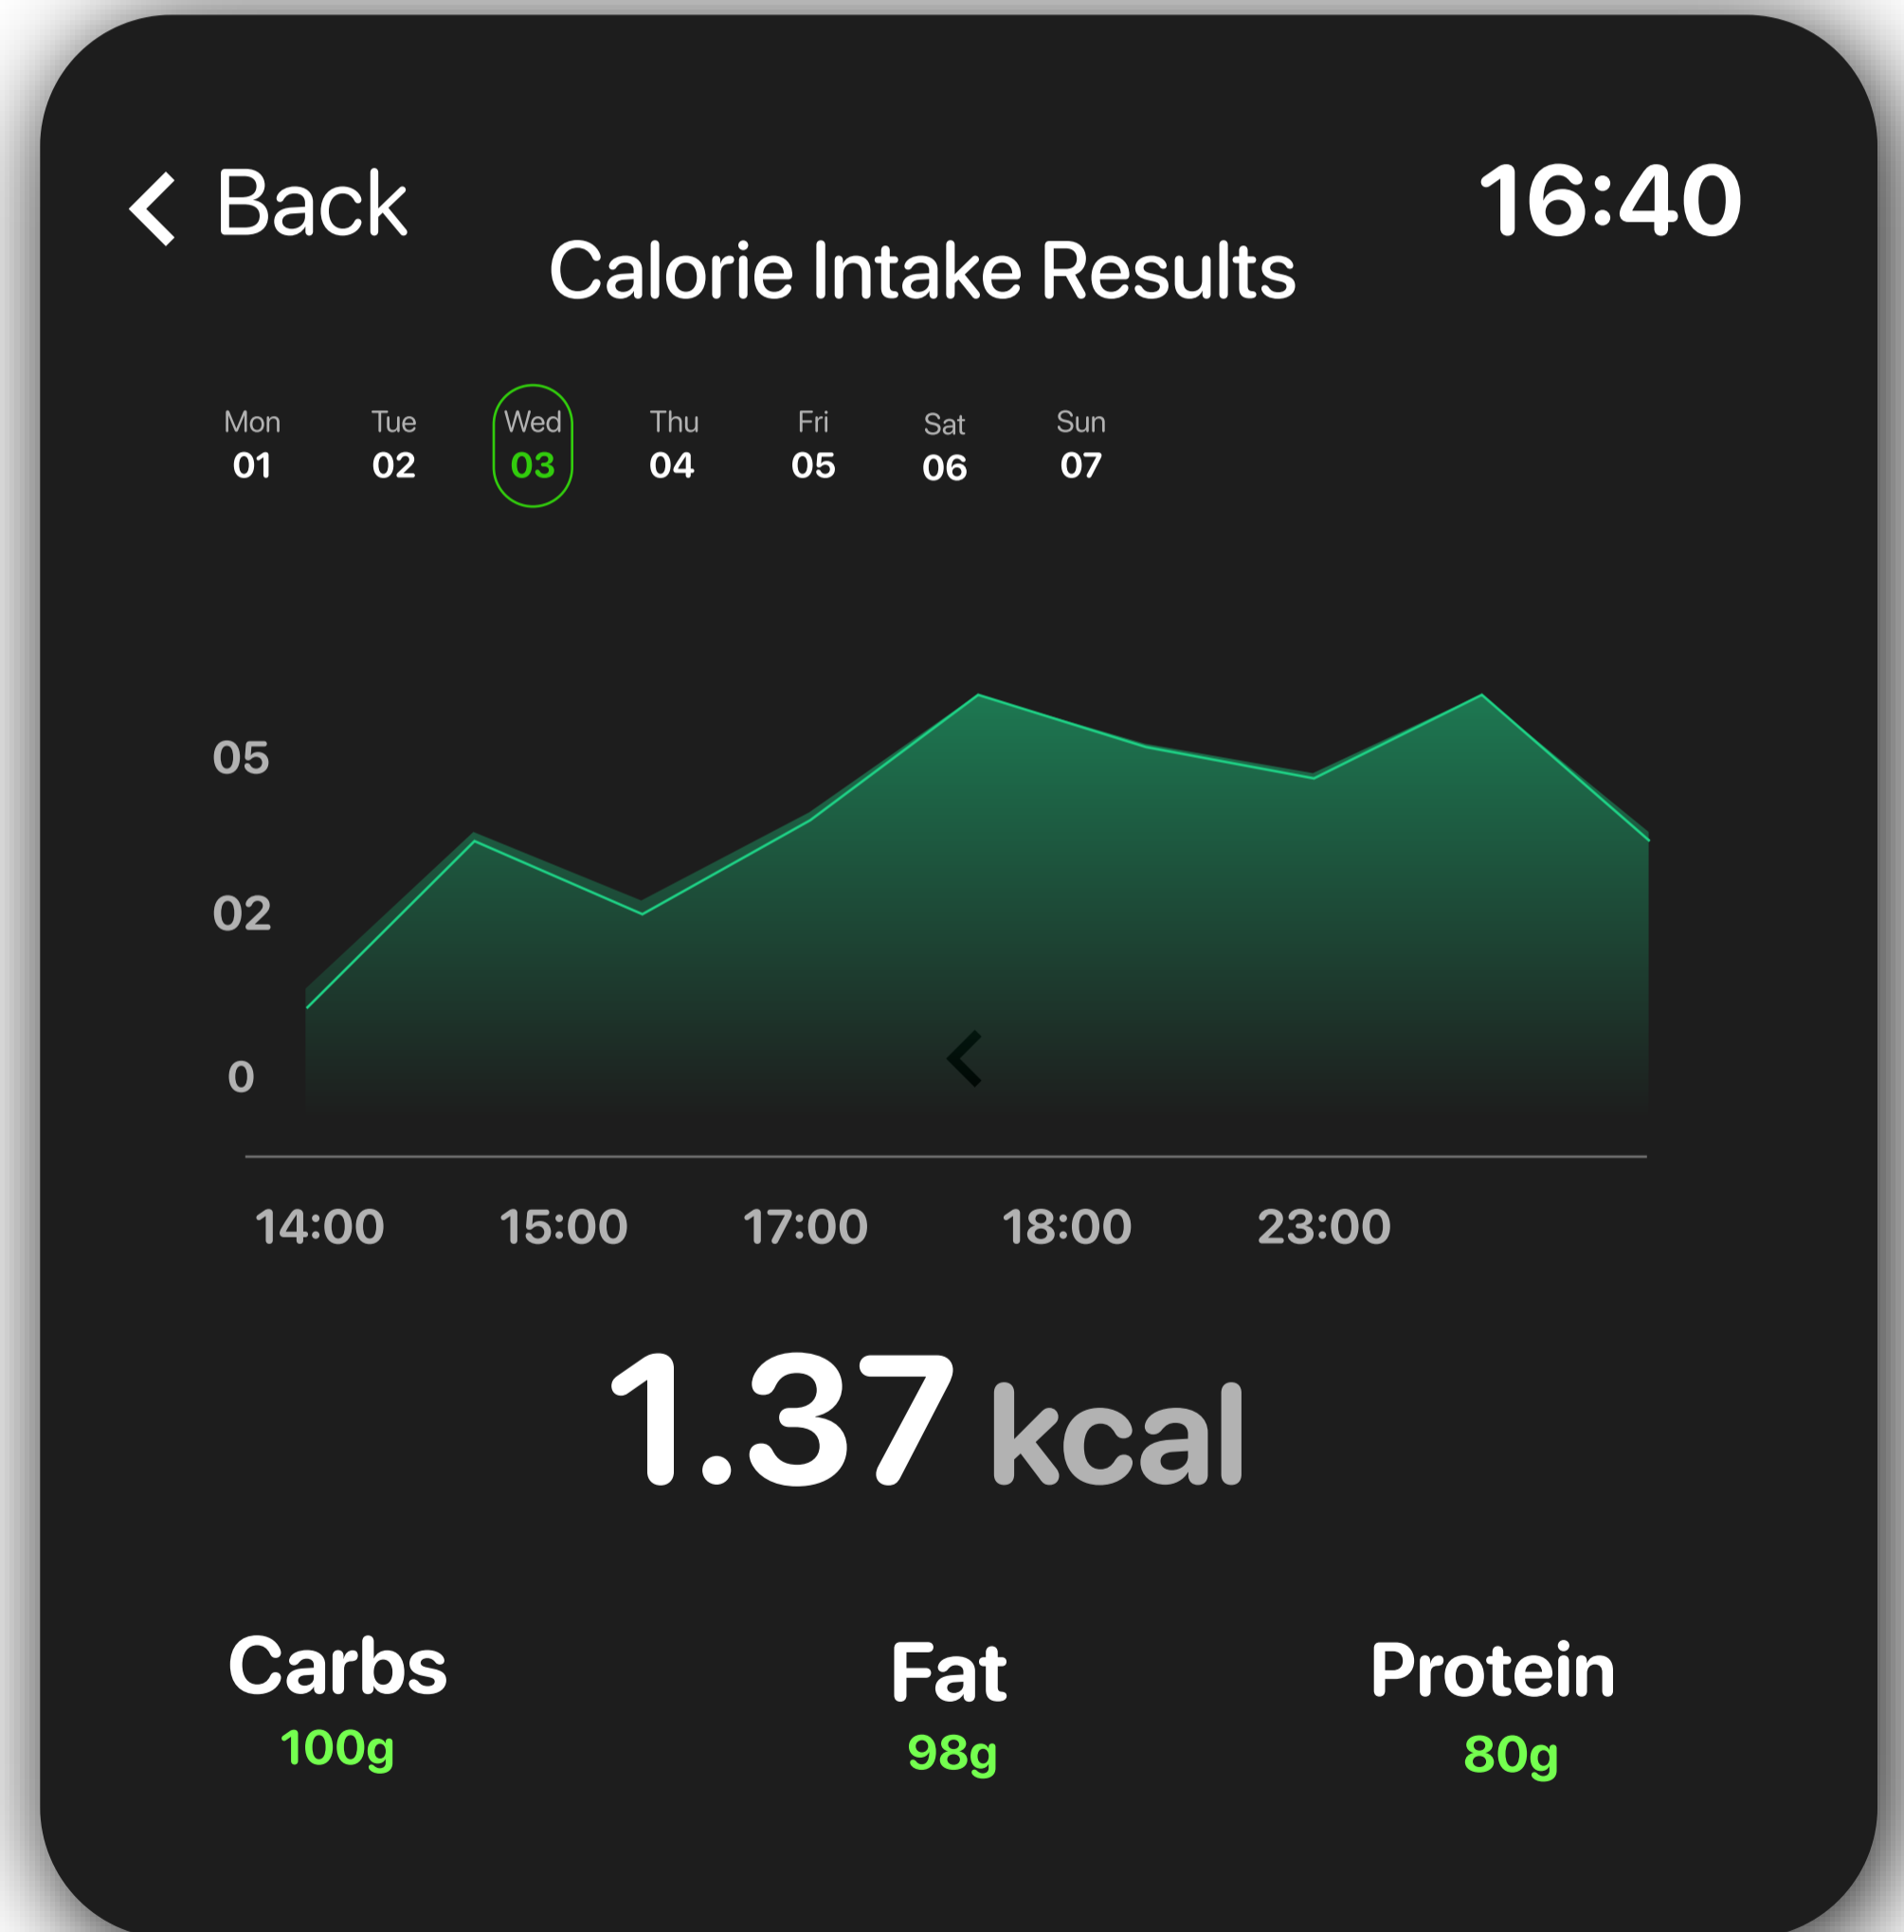 Back
16:40
Calorie Intake Results
Mon Tue Wed Thu Fri Sat Sun
01 02 03 04 05 06 07
05
02
0
14:00 15:00 17:00 18:00 23:00
1.37 kcal
Carbs Fat Protein
100g 98g 80g